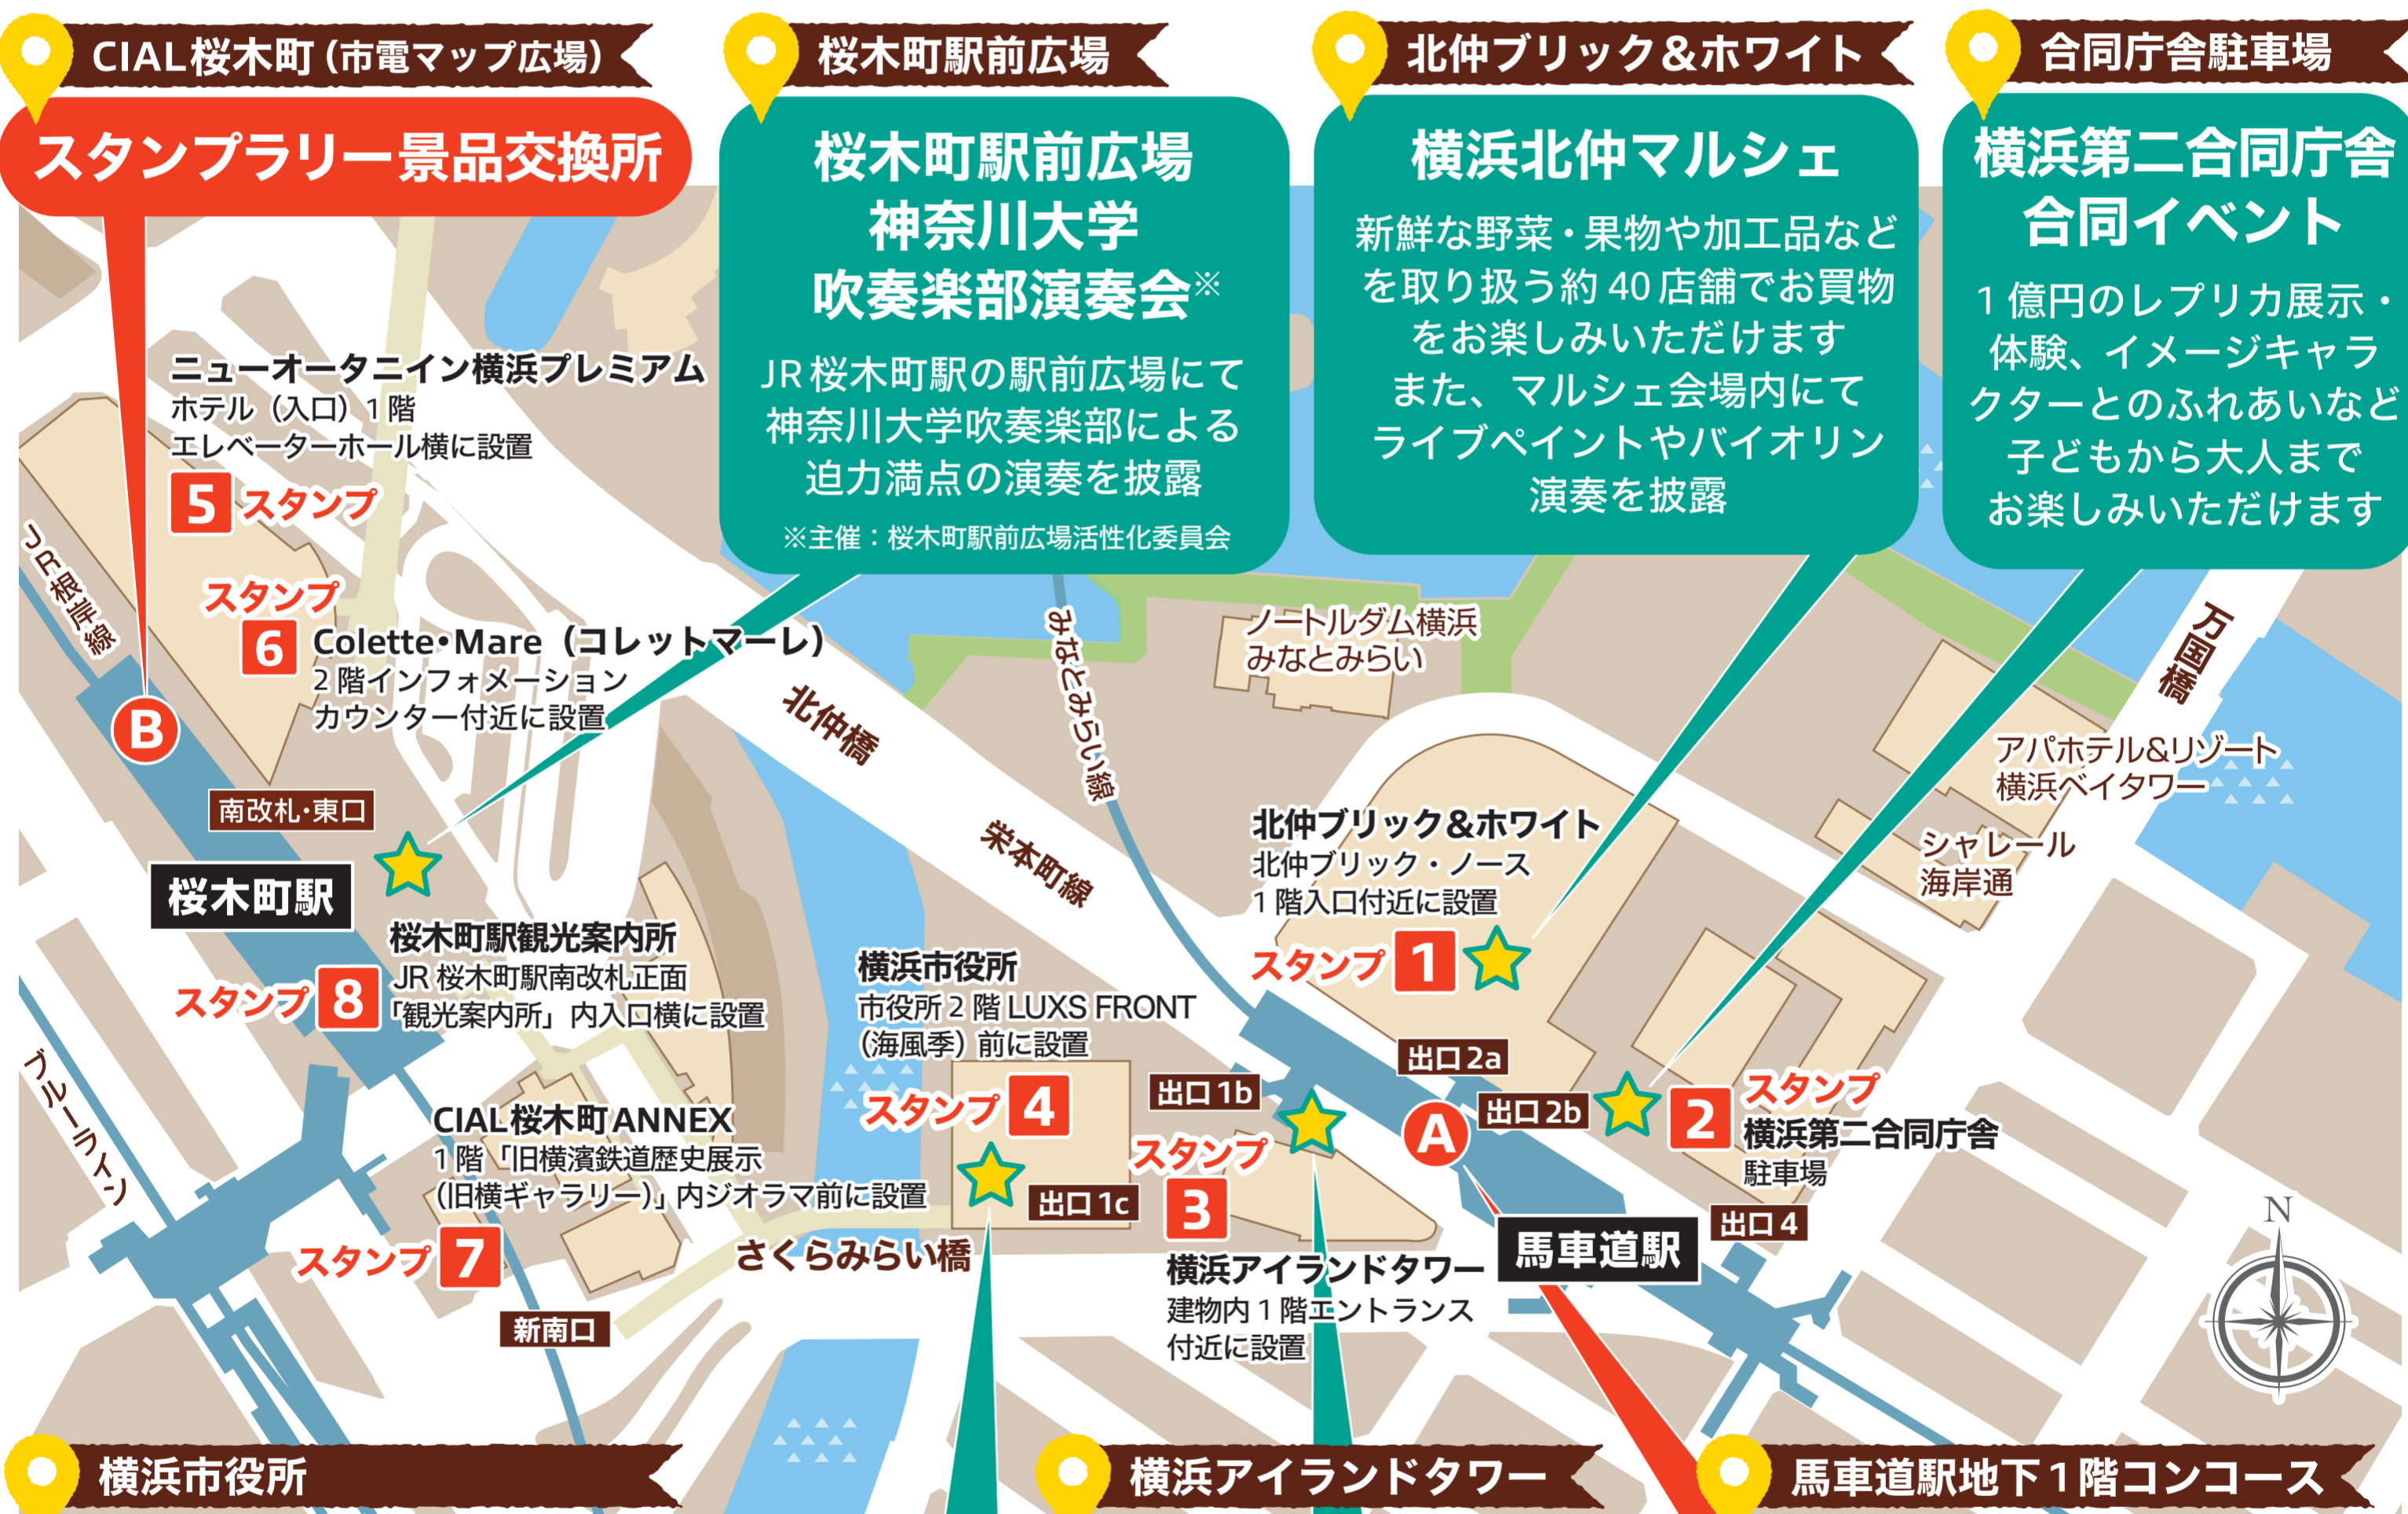 CIAL桜木町(市電マップ広場)
スタンプラリー景品交換所
桜木町駅前広場
桜木町駅前広場
神奈川大学
吹奏楽部演奏会※
JR桜木町駅の駅前広場にて
神奈川大学吹奏楽部による
迫力満点の演奏を披露
※主催:桜木町駅前広場活性化委員会
北仲ブリック&ホワイト
横浜北仲マルシェ
新鮮な野菜・果物や加工品など
を取り扱う約40店舗でお買物
をお楽しみいただけます
また、マルシェ会場内にて
ライブペイントやバイオリン
演奏を披露
合同庁舎駐車場
横浜第二合同庁舎
合同イベント
1億円のレプリカ展示・
体験、イメージキャラ
クターとのふれあいなど
子どもから大人まで
お楽しみいただけます
ニューオータニイン横浜プレミアム
ホテル(入口)1階
エレベーターホール横に設置
5 スタンプ
JR根岸線
スタンプ
6
Colette・Mare(コレットマーレ)
2階インフォメーション
カウンター付近に設置
B
南改札・東口
桜木町駅
桜木町駅観光案内所
JR桜木町駅南改札正面
「観光案内所」内入口横に設置
スタンプ 8
ブルーライン
CIAL桜木町ANNEX
1階「旧横濱鉄道歴史展示
(旧横ギャラリー)」内ジオラマ前に設置
スタンプ 7
新南口
さくらみらい橋
北仲橋
栄本町線
みなとみらい線
ノートルダム横浜
みなとみらい
万国橋
アパホテル&リゾート
横浜ベイタワー
シャレール
海岸通
北仲ブリック&ホワイト
北仲ブリック・ノース
1階入口付近に設置
スタンプ 1
横浜市役所
市役所2階 LUXS FRONT
(海風季)前に設置
スタンプ 4
出口1c
出口1b
出口2a
出口2b
A
2 スタンプ
横浜第二合同庁舎
駐車場
出口4
スタンプ
3
横浜アイランドタワー
建物内1階エントランス
付近に設置
馬車道駅
N
横浜市役所
横浜アイランドタワー
馬車道駅地下1階コンコース